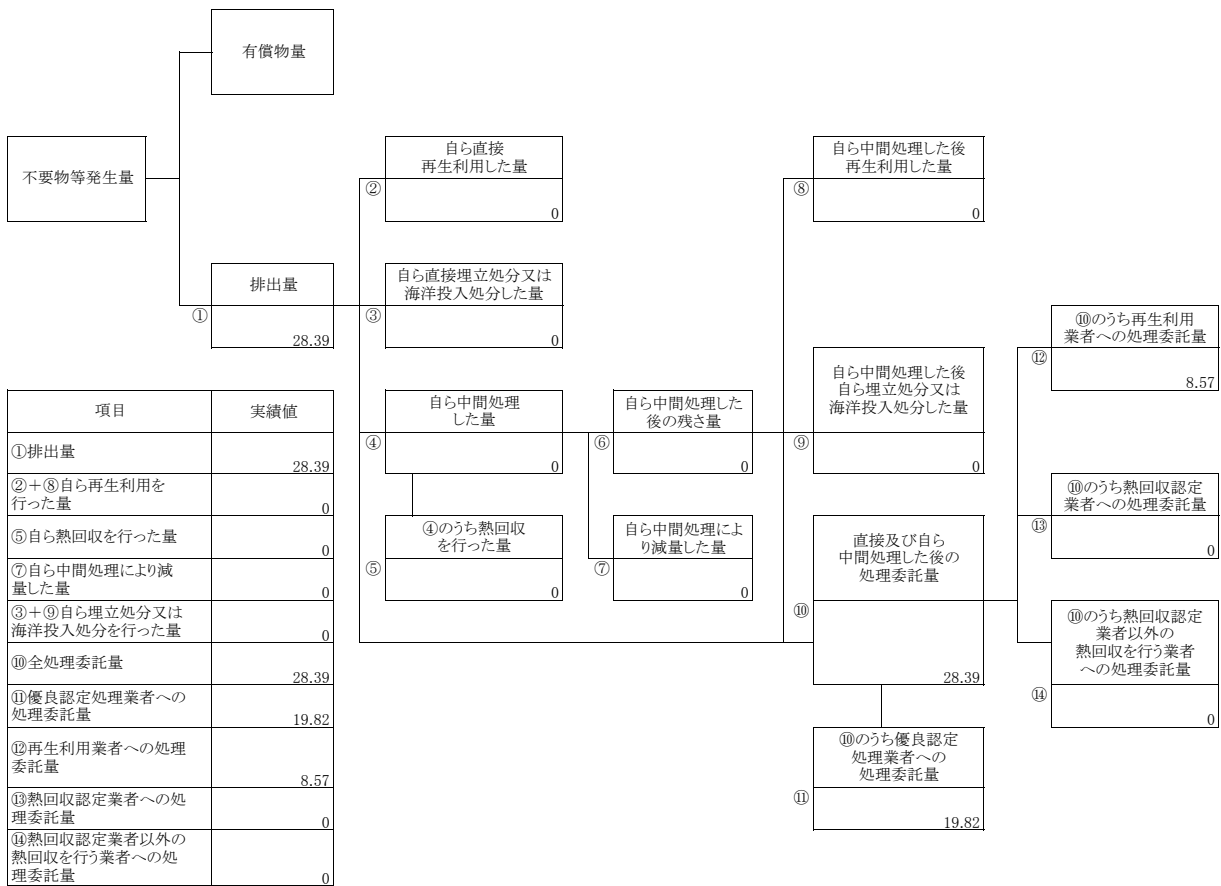 有償物量
不要物等発生量
自ら直接
再生利用した量
②
0
自ら中間処理した後
再生利用した量
⑧
0
排出量
①
28.39
自ら直接埋立処分又は
海洋投入処分した量
③
0
⑩のうち再生利用
業者への処理委託量
⑫
8.57
自ら中間処理
した量
④
0
自ら中間処理した
後の残さ量
⑥
0
自ら中間処理した後
自ら埋立処分又は
海洋投入処分した量
⑨
0
⑩のうち熱回収認定
業者への処理委託量
⑬
0
④のうち熱回収
を行った量
⑤
0
自ら中間処理によ
り減量した量
⑦
0
直接及び自ら
中間処理した後の
処理委託量
⑩
28.39
⑩のうち熱回収認定
業者以外の
熱回収を行う業者
への処理委託量
⑭
0
⑩のうち優良認定
処理業者への
処理委託量
⑪
19.82
項目 実績値
①排出量
28.39
②+⑧自ら再生利用を
行った量 0
⑤自ら熱回収を行った量
0
⑦自ら中間処理により減
量した量 0
③+⑨自ら埋立処分又は
海洋投入処分を行った量 0
⑩全処理委託量
28.39
⑪優良認定処理業者への
処理委託量 19.82
⑫再生利用業者への処理
委託量
8.57
⑬熱回収認定業者への処
理委託量 0
⑭熱回収認定業者以外の
熱回収を行う業者への処
理委託量 0